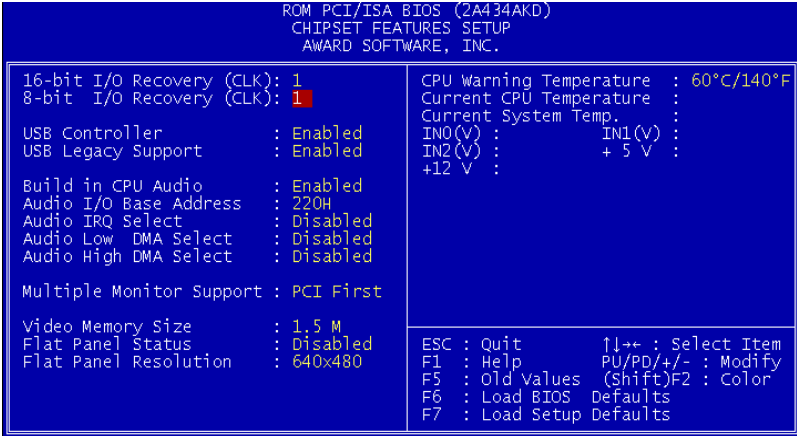 ROM PCI/ISA BIOS (2A434AKD)
CHIPSET FEATURES SETUP
AWARD SOFTWARE, INC.
16-bit I/O Recovery (CLK): 1
8-bit  I/O Recovery (CLK): 1
USB Controller : Enabled
USB Legacy Support : Enabled
Build in CPU Audio : Enabled
Audio I/O Base Address : 220H
Audio IRQ Select : Disabled
Audio Low  DMA Select : Disabled
Audio High DMA Select : Disabled
Multiple Monitor Support : PCI First
Video Memory Size : 1.5 M
Flat Panel Status : Disabled
Flat Panel Resolution : 640x480
CPU Warning Temperature : 60°C/140°F
Current CPU Temperature :
Current System Temp. :
IN0(V) : IN1(V) :
IN2(V) : + 5 V :
+12 V :
ESC : Quit ↑↓→← : Select Item
F1 : Help PU/PD/+/- : Modify
F5 : Old Values (Shift)F2 : Color
F6 : Load BIOS Defaults
F7 : Load Setup Defaults